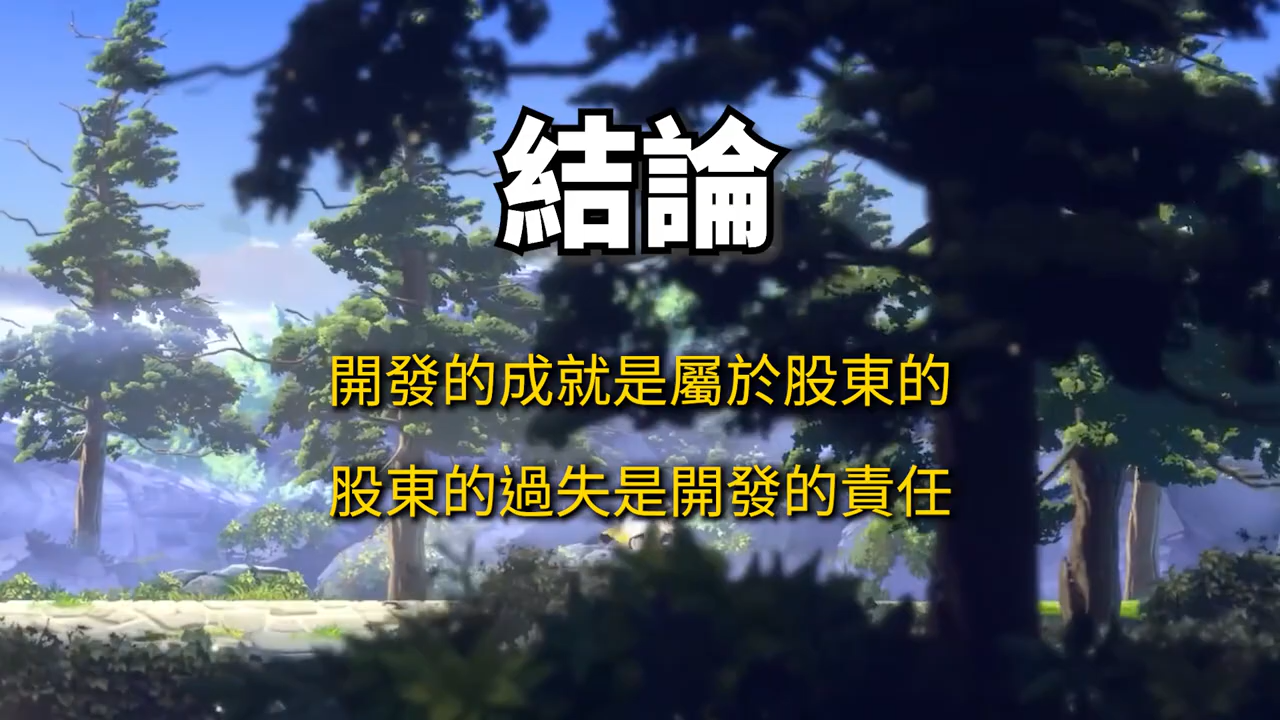 結論
開發的成就是屬於股東的
股東的過失是開發的責任